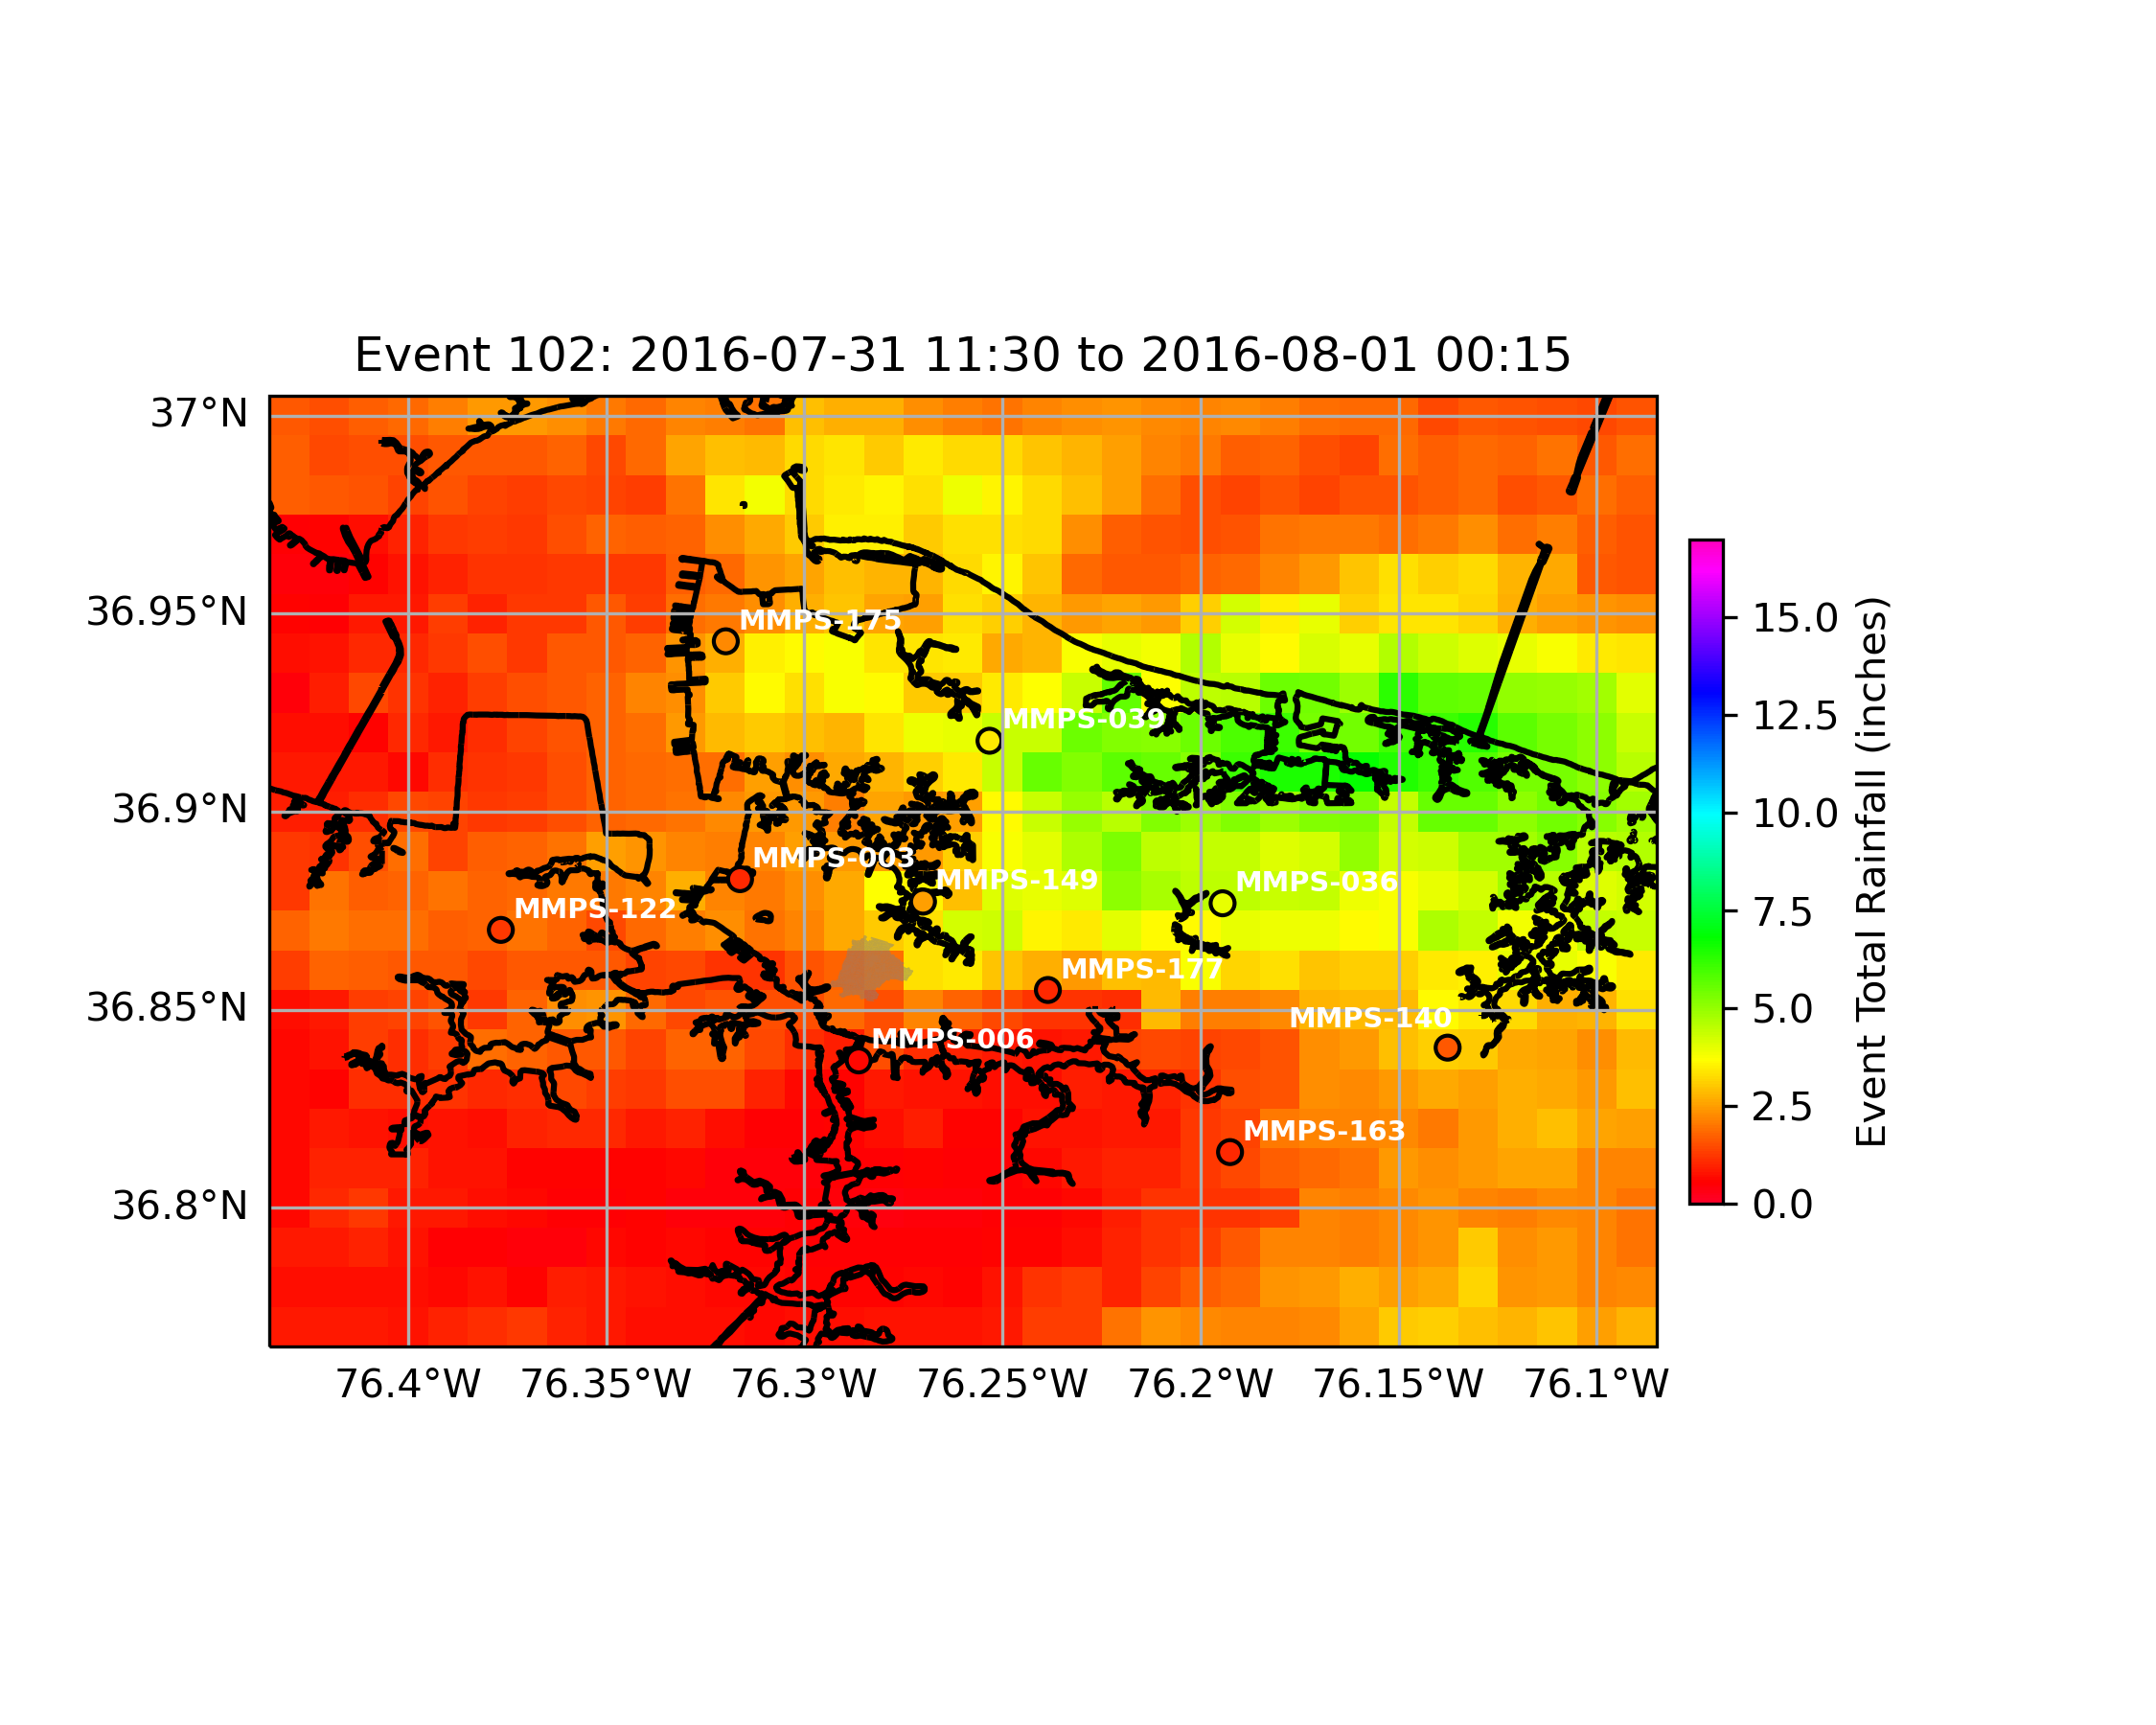 Event 102: 2016-07-31 11:30 to 2016-08-01 00:15
37°N
36.95°N
36.9°N
36.85°N
36.8°N
MMPS-175
MMPS-039
MMPS-003
MMPS-149
MMPS-036
MMPS-122
MMPS-177
MMPS-140
MMPS-006
MMPS-163
76.4°W
76.35°W
76.3°W
76.25°W
76.2°W
76.15°W
76.1°W
15.0
12.5
10.0
7.5
5.0
2.5
0.0
Event Total Rainfall (inches)